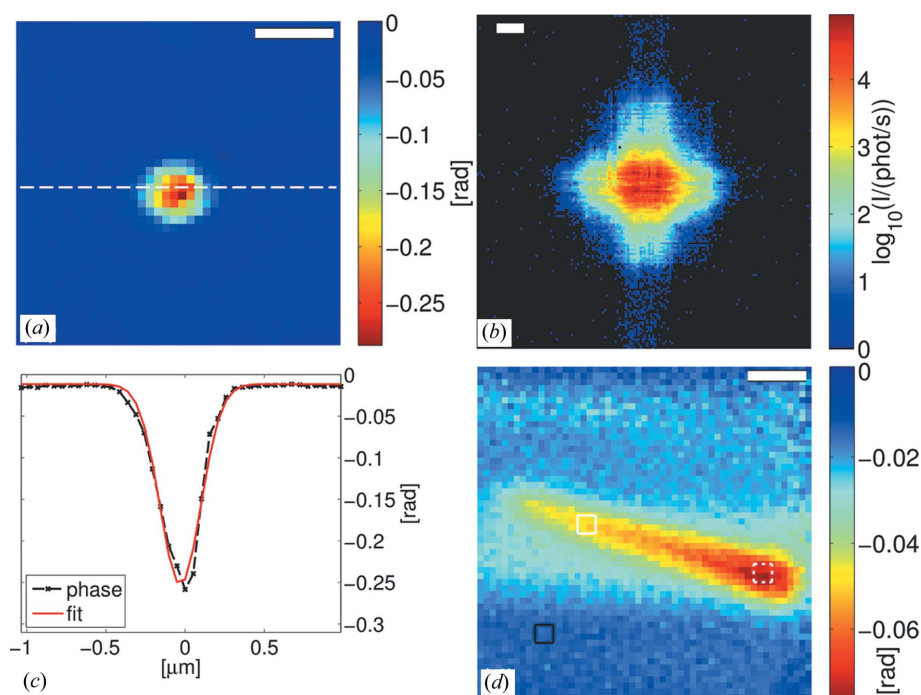 (a)
0
−0.05
−0.1
−0.15
−0.2
−0.25
[rad]
(b)
4
3
2
1
0
log10(I/(phot/s))
(c)
0
−0.05
−0.1
−0.15
−0.2
−0.25
−0.3
[rad]
phase
fit
−1
−0.5
0
0.5
[μm]
(d)
0
−0.02
−0.04
−0.06
[rad]